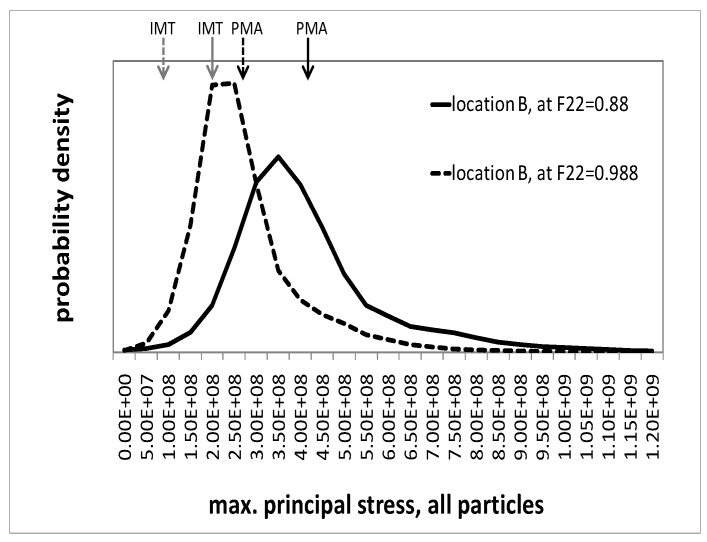 IMT IMT PMA PMA
location B, at F22=0.88
location B, at F22=0.988
probability density
0.00E+00
5.00E+07
1.00E+08
1.50E+08
2.00E+08
2.50E+08
3.00E+08
3.50E+08
4.00E+08
4.50E+08
5.00E+08
5.50E+08
6.00E+08
6.50E+08
7.00E+08
7.50E+08
8.00E+08
8.50E+08
9.00E+08
9.50E+08
1.00E+09
1.05E+09
1.10E+09
1.15E+09
1.20E+09
max. principal stress, all particles